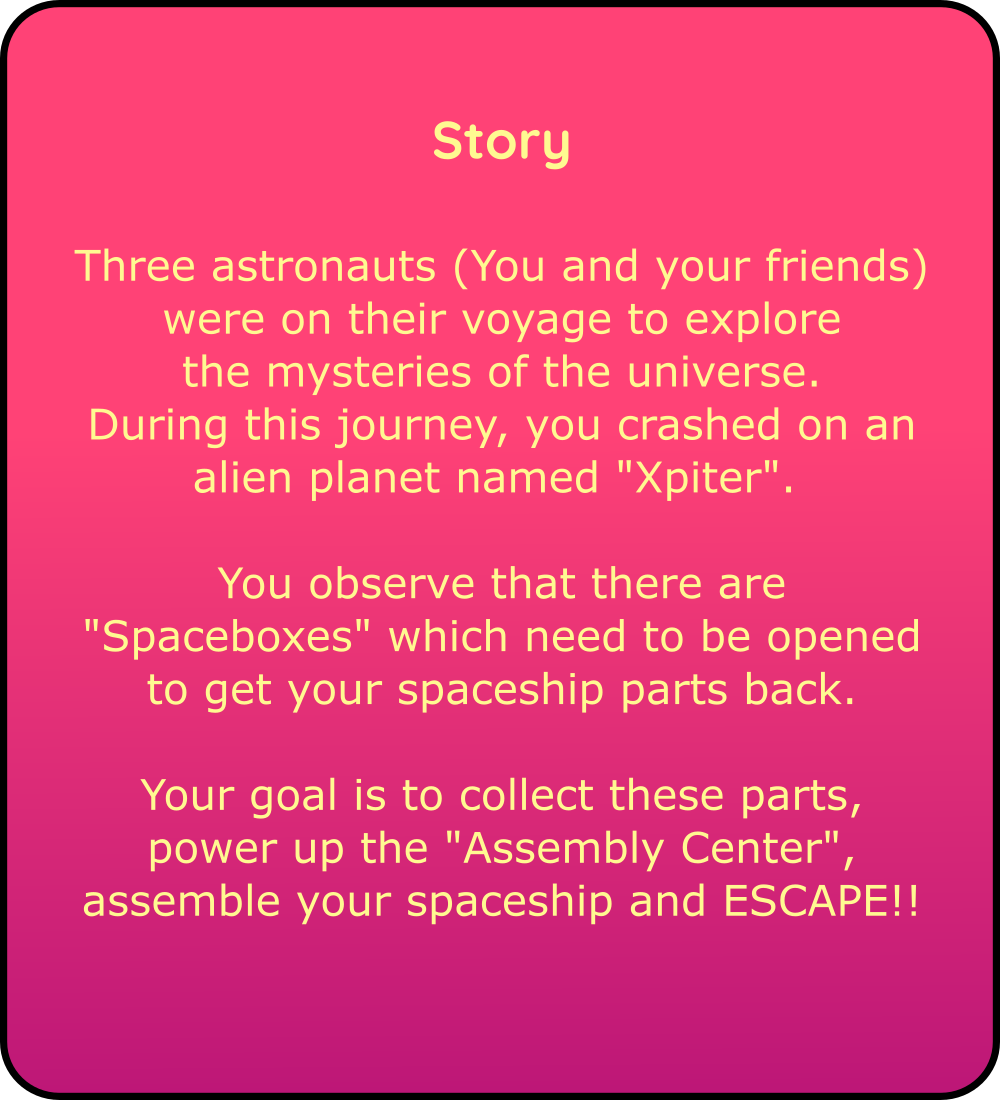 Story
Three astronauts (You and your friends)
were on their voyage to explore
the mysteries of the universe.
During this journey, you crashed on an
alien planet named "Xpiter".
You observe that there are
"Spaceboxes" which need to be opened
to get your spaceship parts back.
Your goal is to collect these parts,
power up the "Assembly Center",
assemble your spaceship and ESCAPE!!